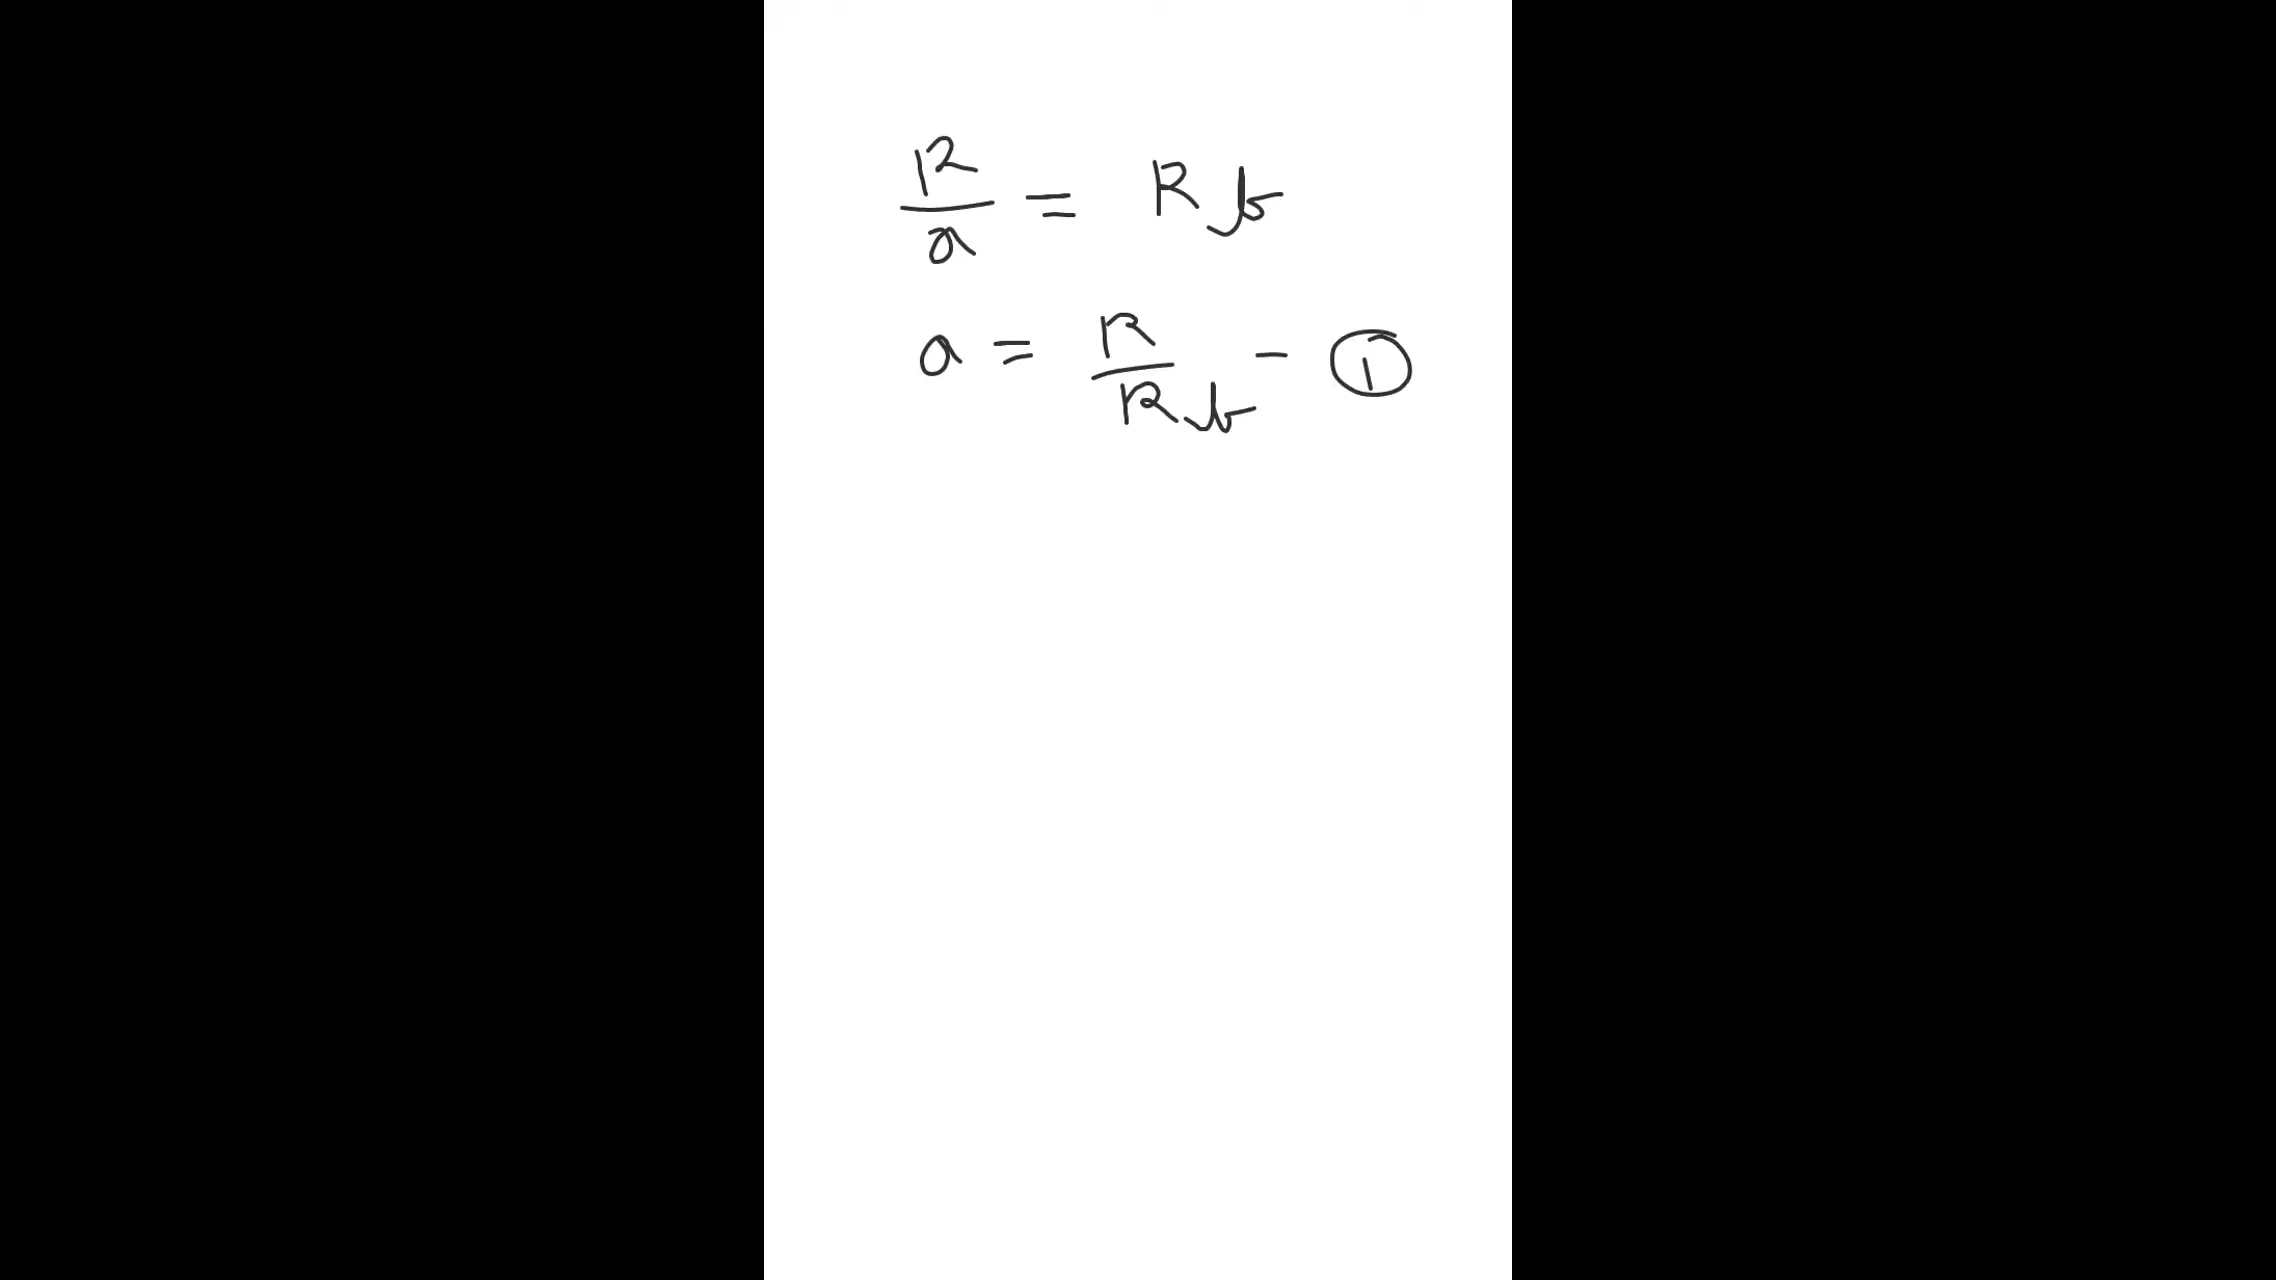 R/a = Rb
a = R/Rb - ①